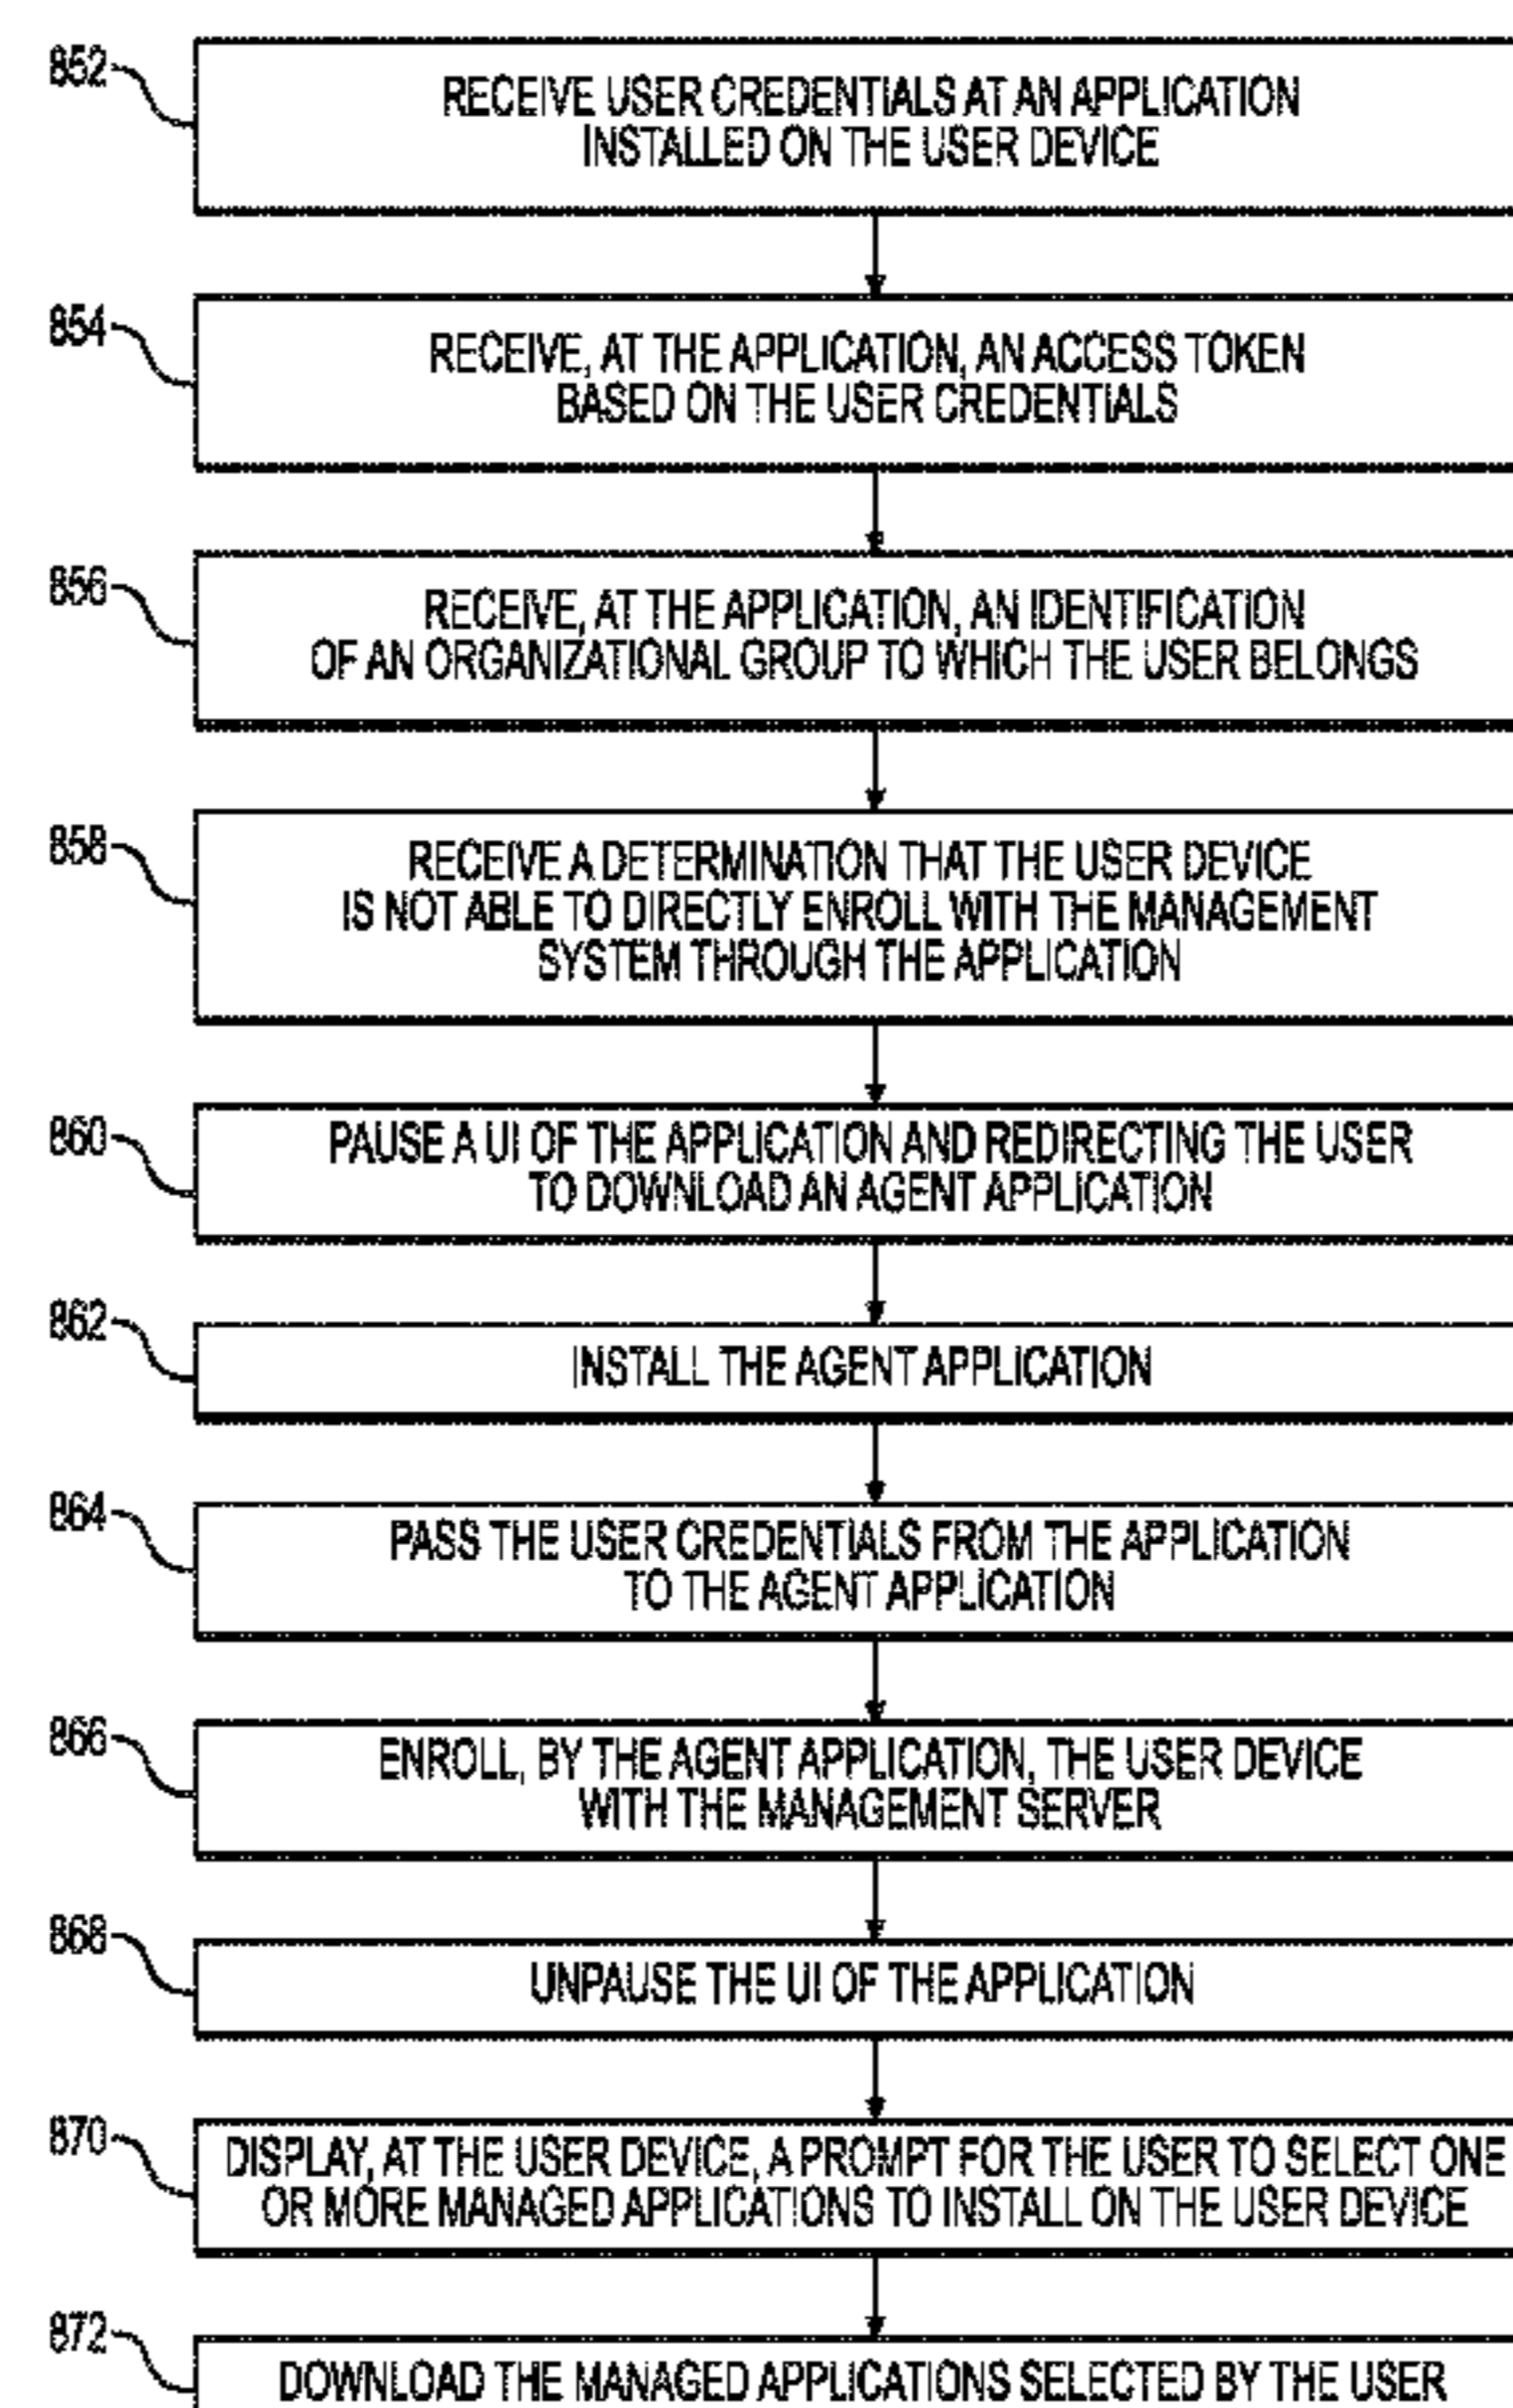 852
RECEIVE USER CREDENTIALS AT AN APPLICATION
INSTALLED ON THE USER DEVICE
854
RECEIVE, AT THE APPLICATION, AN ACCESS TOKEN
BASED ON THE USER CREDENTIALS
856
RECEIVE, AT THE APPLICATION, AN IDENTIFICATION
OF AN ORGANIZATIONAL GROUP TO WHICH THE USER BELONGS
858
RECEIVE A DETERMINATION THAT THE USER DEVICE
IS NOT ABLE TO DIRECTLY ENROLL WITH THE MANAGEMENT
SYSTEM THROUGH THE APPLICATION
860
PAUSE A UI OF THE APPLICATION AND REDIRECTING THE USER
TO DOWNLOAD AN AGENT APPLICATION
862
INSTALL THE AGENT APPLICATION
864
PASS THE USER CREDENTIALS FROM THE APPLICATION
TO THE AGENT APPLICATION
866
ENROLL, BY THE AGENT APPLICATION, THE USER DEVICE
WITH THE MANAGEMENT SERVER
868
UNPAUSE THE UI OF THE APPLICATION
870
DISPLAY, AT THE USER DEVICE, A PROMPT FOR THE USER TO SELECT ONE
OR MORE MANAGED APPLICATIONS TO INSTALL ON THE USER DEVICE
872
DOWNLOAD THE MANAGED APPLICATIONS SELECTED BY THE USER